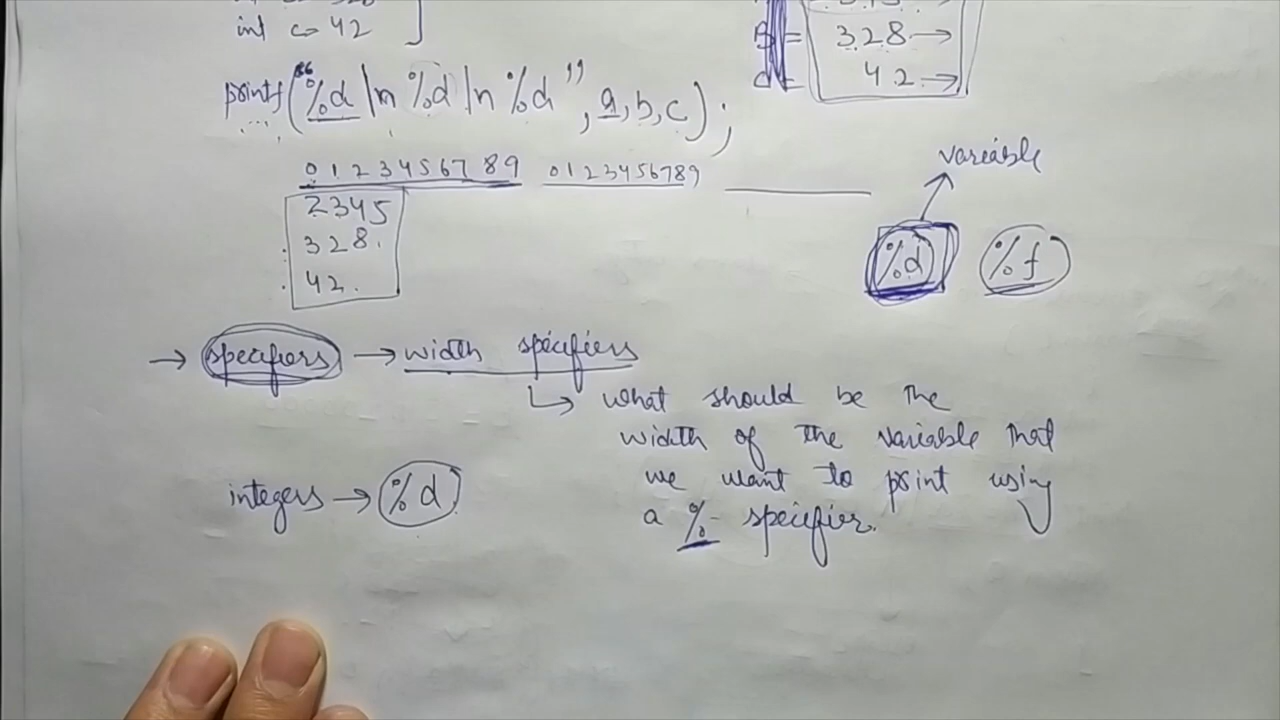 int c = 42
B = 328 →
42 →
printf("%d \n %d \n %d", a, b, c);
0 1 2 3 4 5 6 7 8 9 0 1 2 3 4 5 6 7 8 9
variable
2345
328.
42.
%d %f
→ specifiers → width specifiers
↳ what should be the
width of the variable that
we want to print using
a % specifier.
integers → %d